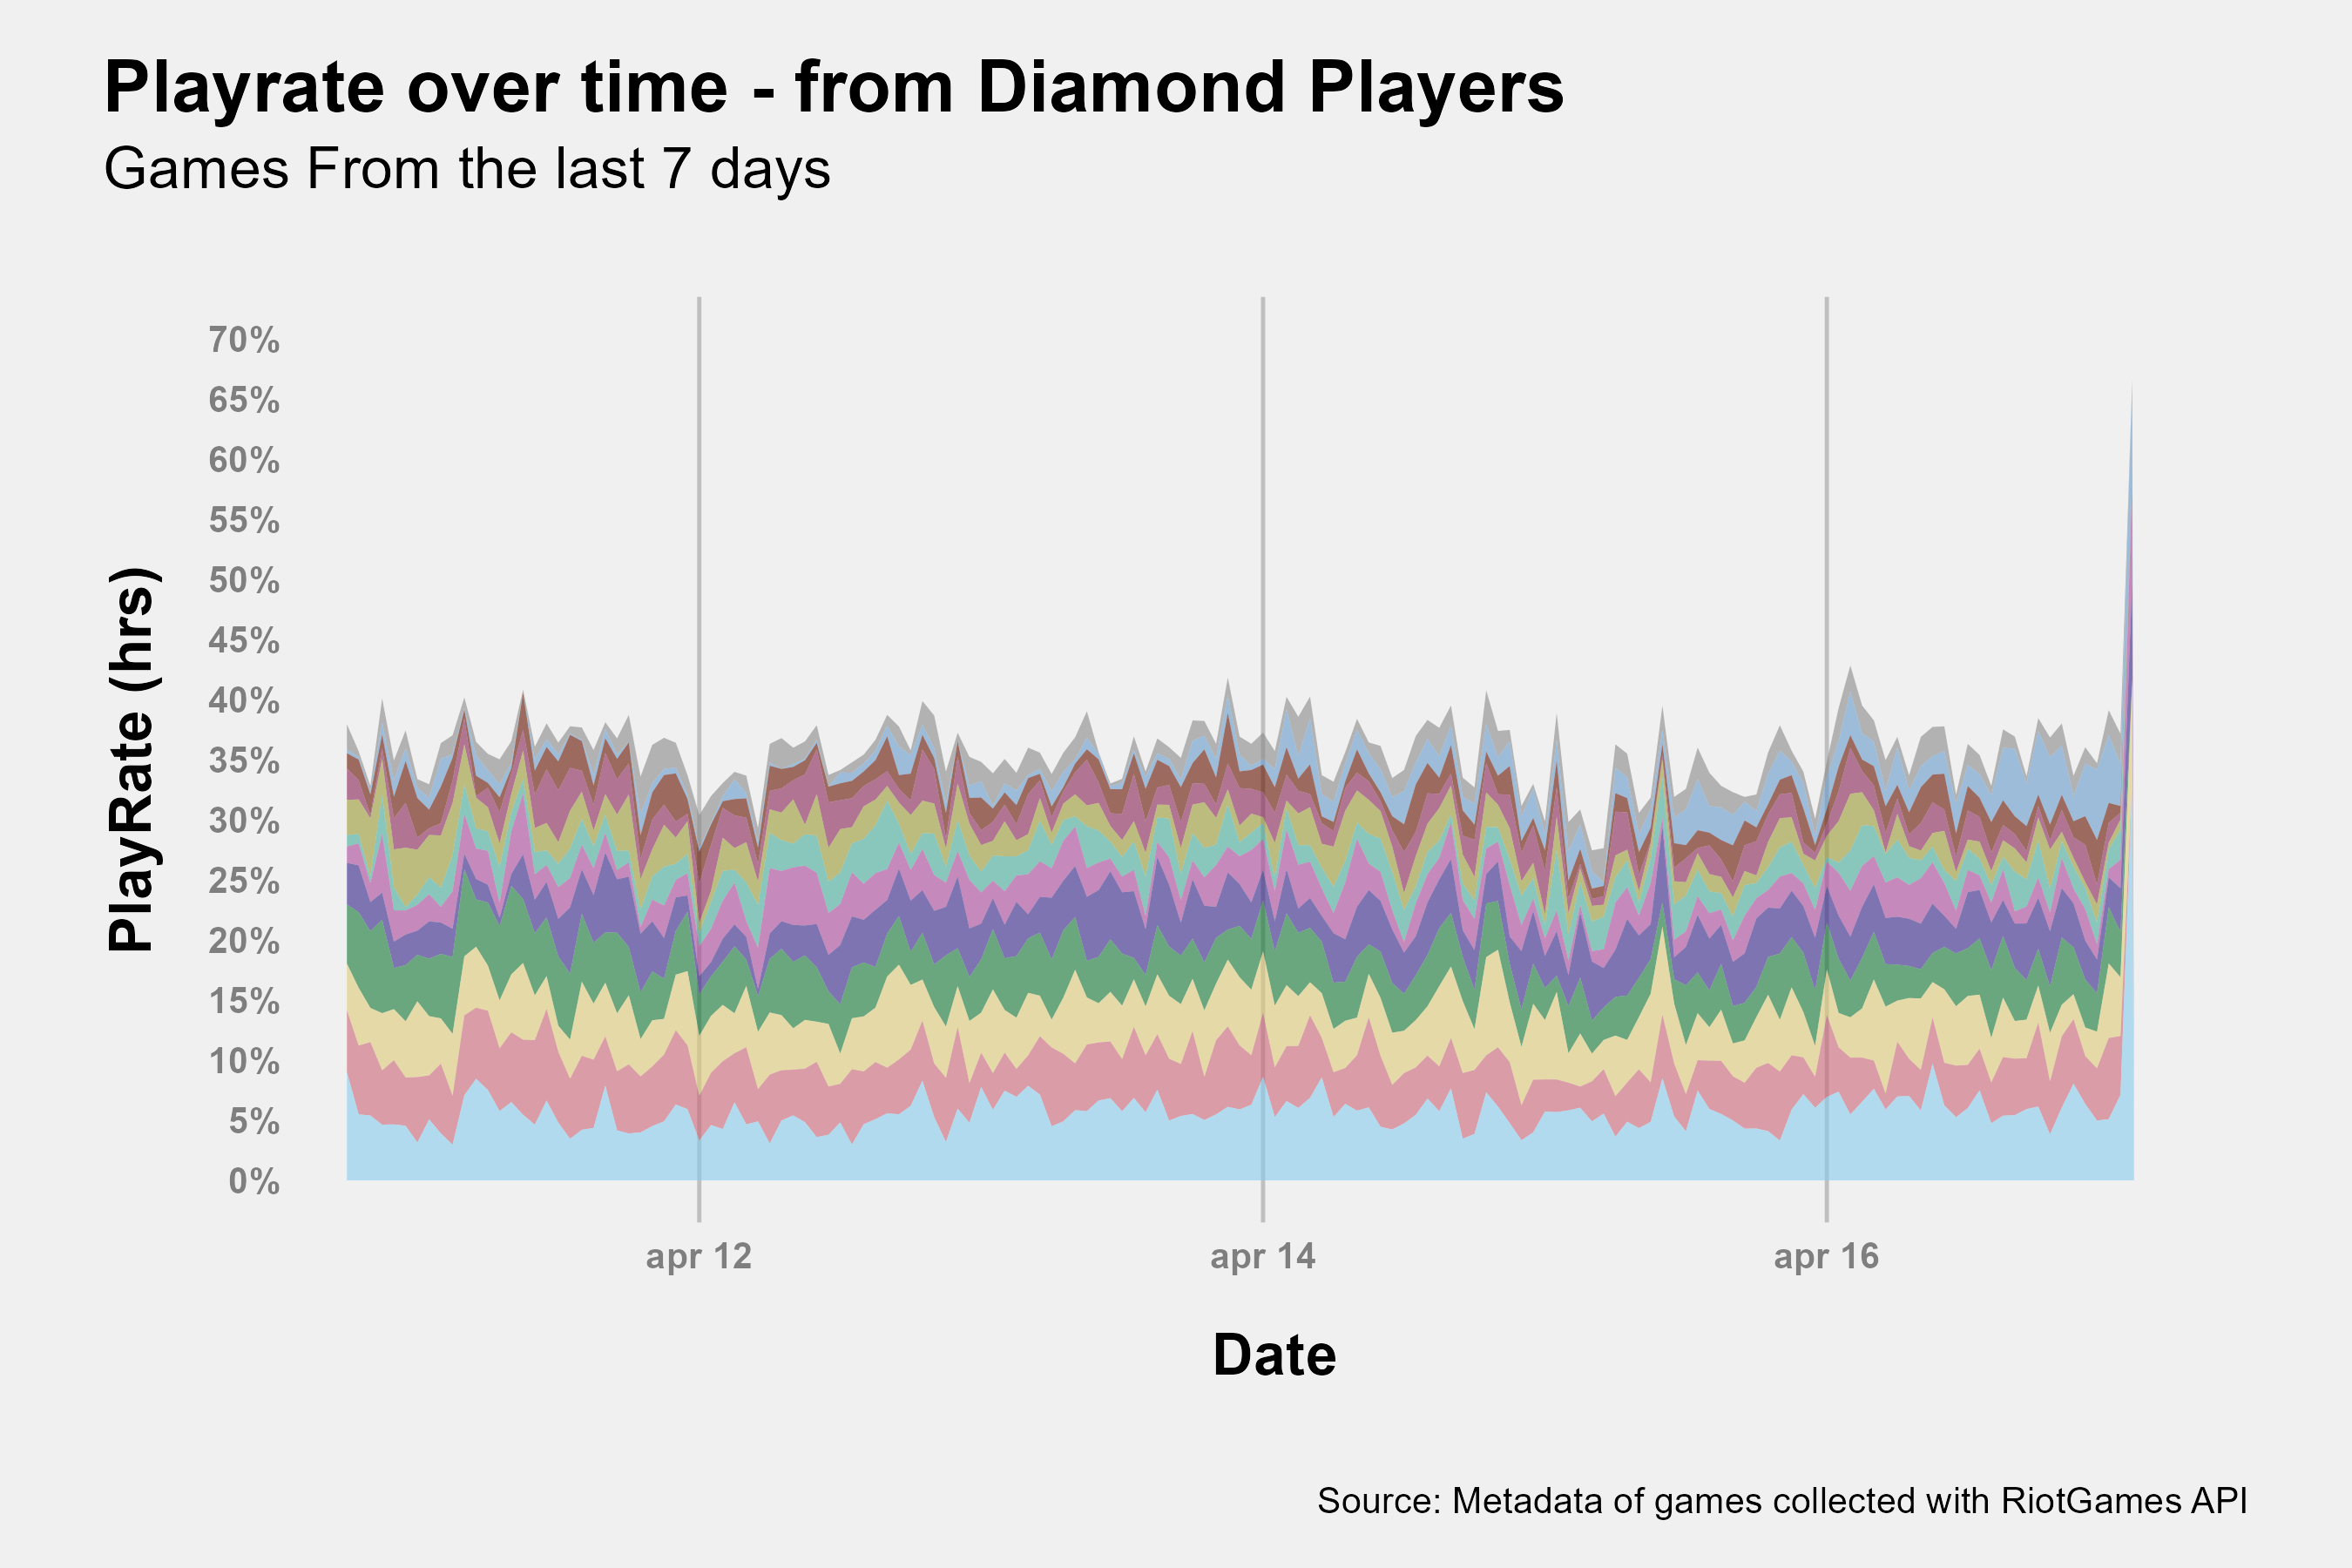 Playrate over time - from Diamond Players
Games From the last 7 days
PlayRate (hrs)
70%
65%
60%
55%
50%
45%
40%
35%
30%
25%
20%
15%
10%
5%
0%
apr 12
apr 14
apr 16
Date
Source: Metadata of games collected with RiotGames API